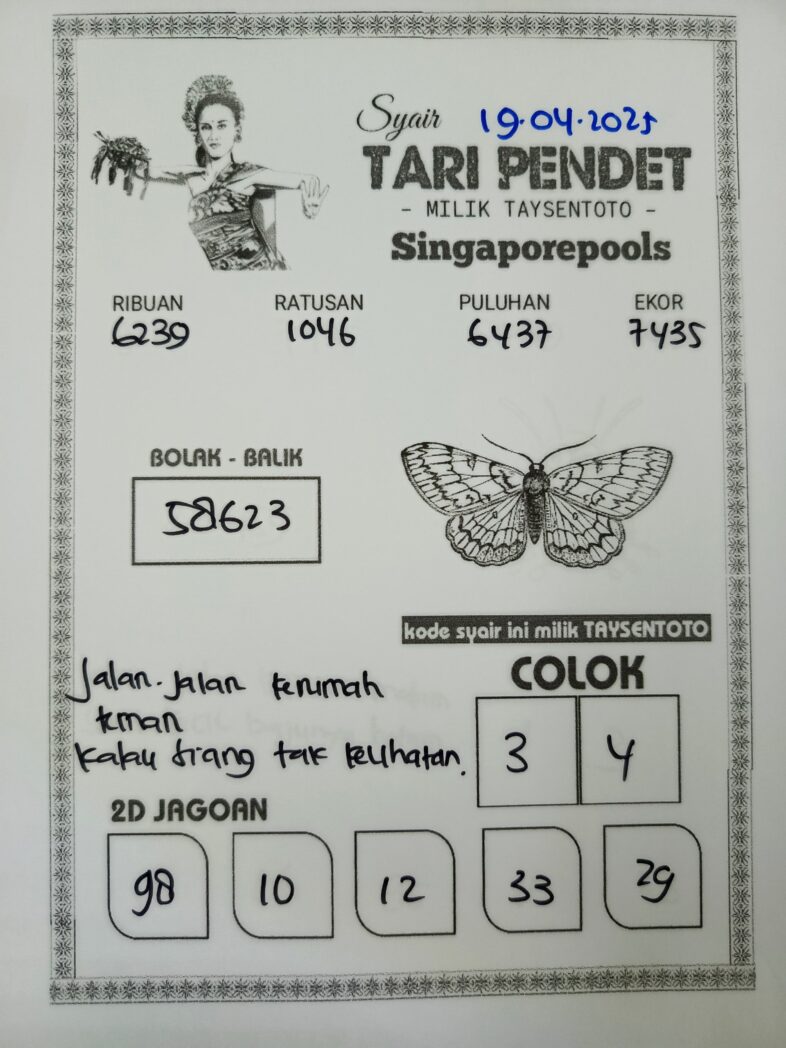 Syair 19.04.2025
TARI PENDET
- MILIK TAYSENTOTO -
Singaporepools
RIBUAN RATUSAN PULUHAN EKOR
6239 1046 6437 7435
BOLAK - BALIK
58623
kode syair ini milik TAYSENTOTO
COLOK
3 4
Jalan-Jalan kerumah
teman
kalau siang tak kelihatan.
2D JAGOAN
98 10 12 33 29